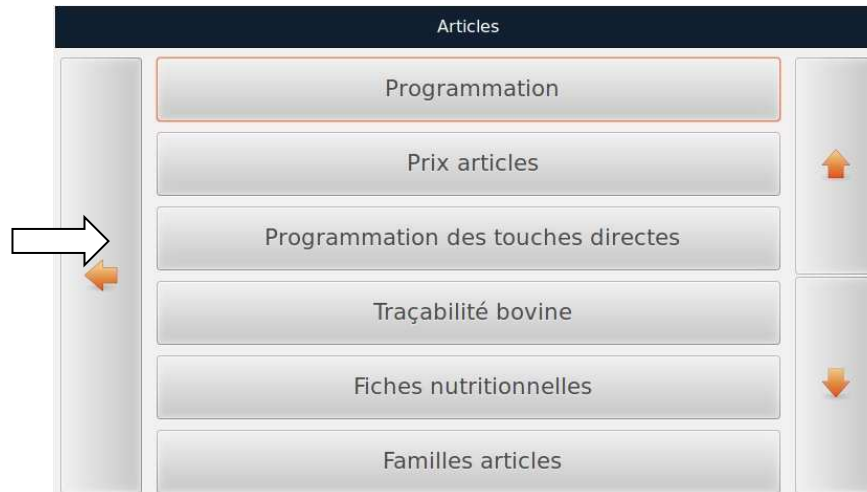 Articles
Programmation
Prix articles
Programmation des touches directes
Traçabilité bovine
Fiches nutritionnelles
Familles articles